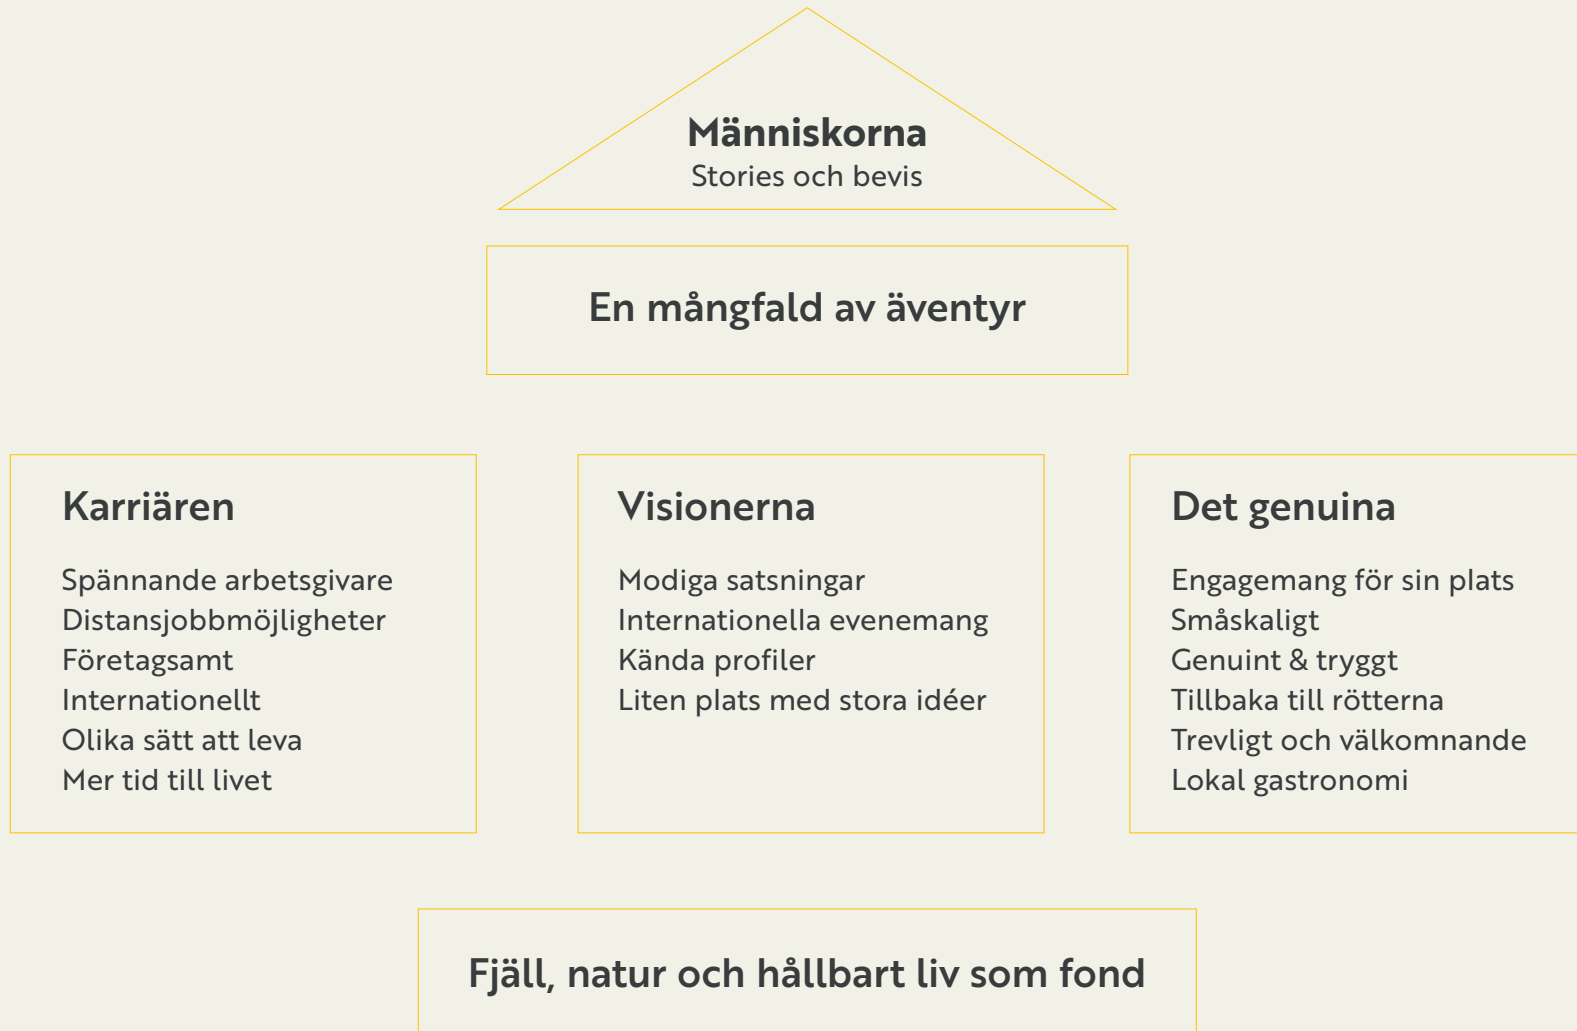 Människorna
Stories och bevis
En mångfald av äventyr
Karriären
Spännande arbetsgivare
Distansjobbmöjligheter
Företagsamt
Internationellt
Olika sätt att leva
Mer tid till livet
Visionerna
Modiga satsningar
Internationella evenemang
Kända profiler
Liten plats med stora idéer
Det genuina
Engagemang för sin plats
Småskaligt
Genuint & tryggt
Tillbaka till rötterna
Trevligt och välkomnande
Lokal gastronomi
Fjäll, natur och hållbart liv som fond